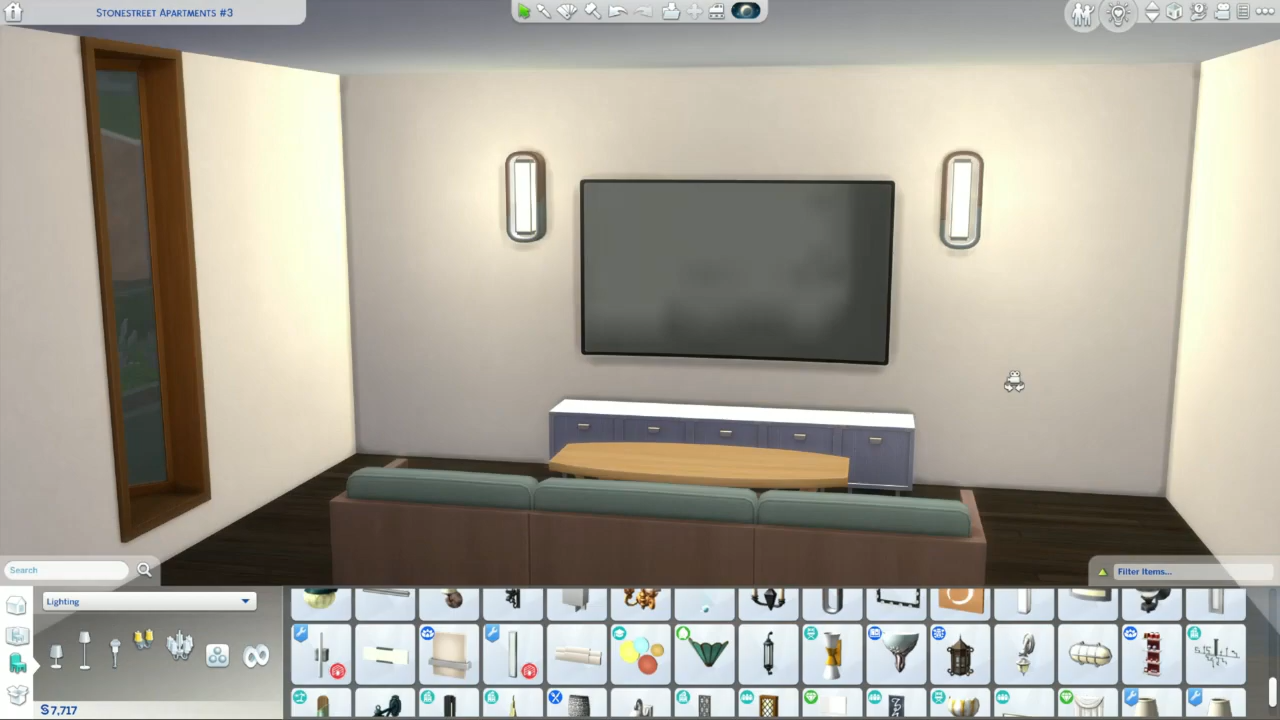 STONESTREET APARTMENTS #3
Search
Filter Items...
Lighting
§7,717